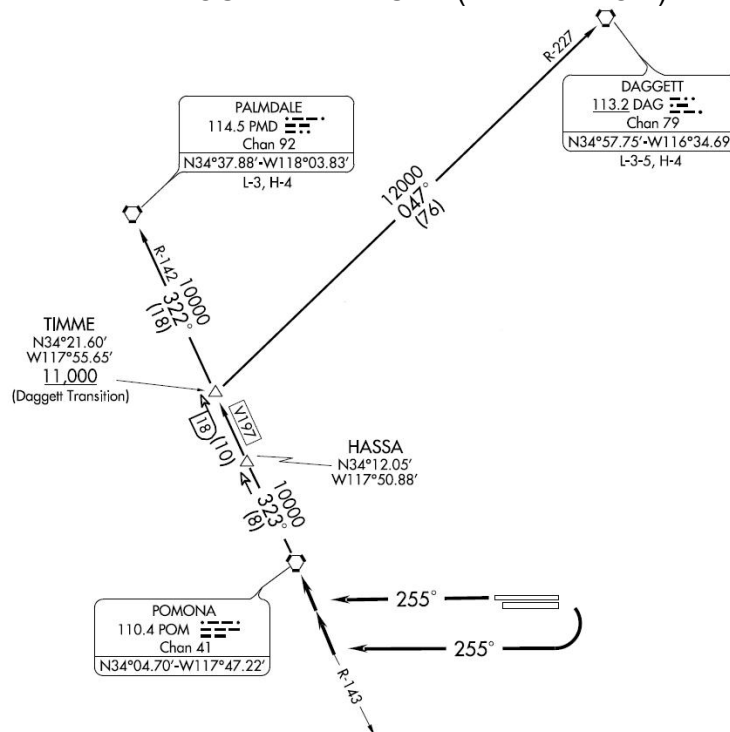 R-227
DAGGETT
113.2 DAG
Chan 79
N34°57.75'-W116°34.69'
L-3-5, H-4
PALMDALE
114.5 PMD
Chan 92
N34°37.88'-W118°03.83'
L-3, H-4
12000
047°
(76)
R-142
10000
322°
(18)
TIMME
N34°21.60'
W117°55.65'
11,000
(Daggett Transition)
18
(10)
V197
HASSA
N34°12.05'
W117°50.88'
10000
323°
(8)
POMONA
110.4 POM
Chan 41
N34°04.70'-W117°47.22'
255°
255°
R-143